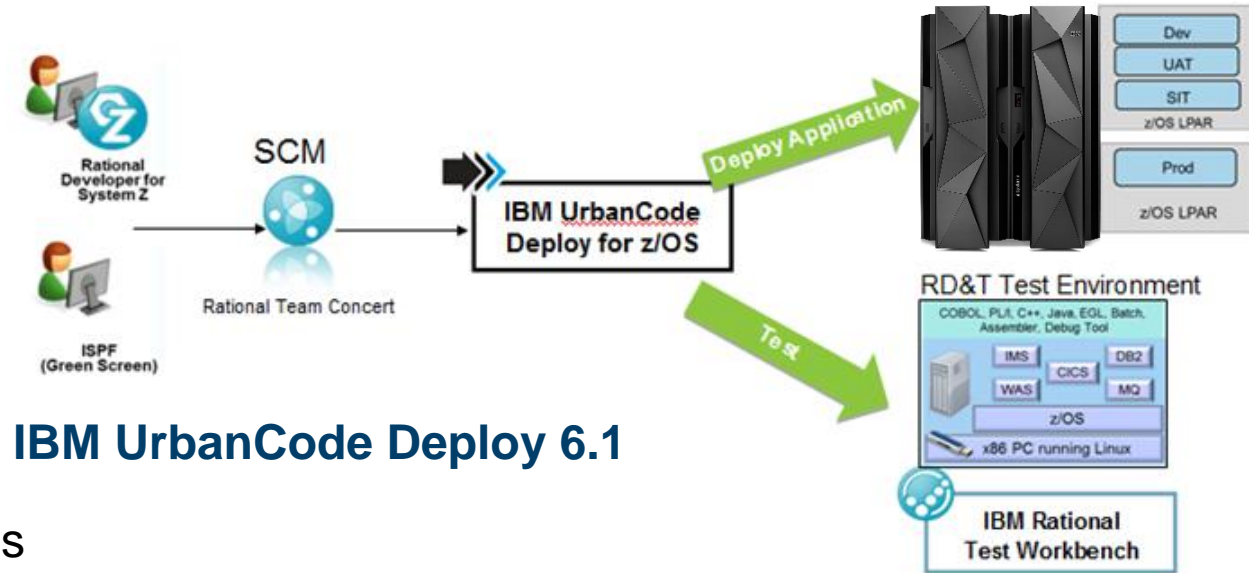 Rational
Developer for
System Z
ISPF
(Green Screen)
SCM
Rational Team Concert
IBM UrbanCode
Deploy for z/OS
Deploy Application
Test
Dev
UAT
SIT
z/OS LPAR
Prod
z/OS LPAR
RD&T Test Environment
COBOL, PL/I, C++, Java, EGL, Batch,
Assembler, Debug Tool
IMS
DB2
CICS
WAS
MQ
z/OS
x86 PC running Linux
IBM Rational
Test Workbench
IBM UrbanCode Deploy 6.1
s